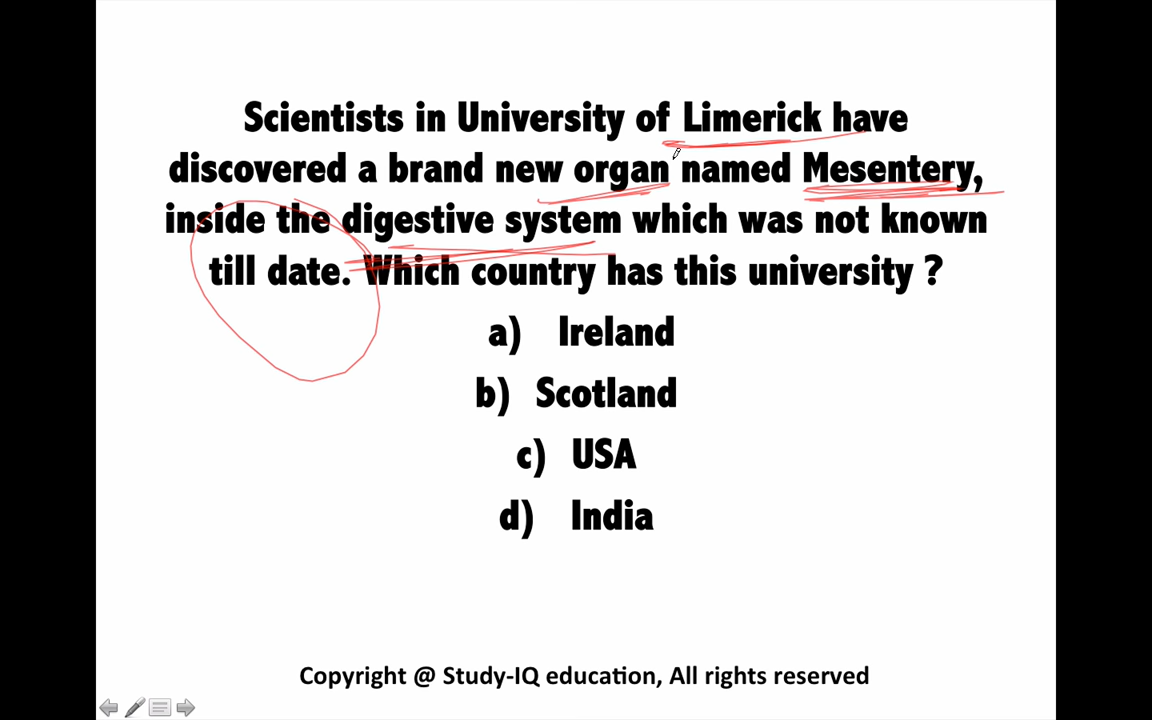 Scientists in University of Limerick have
discovered a brand new organ named Mesentery,
inside the digestive system which was not known
till date. Which country has this university ?
a) Ireland
b) Scotland
c) USA
d) India
Copyright @ Study-IQ education, All rights reserved